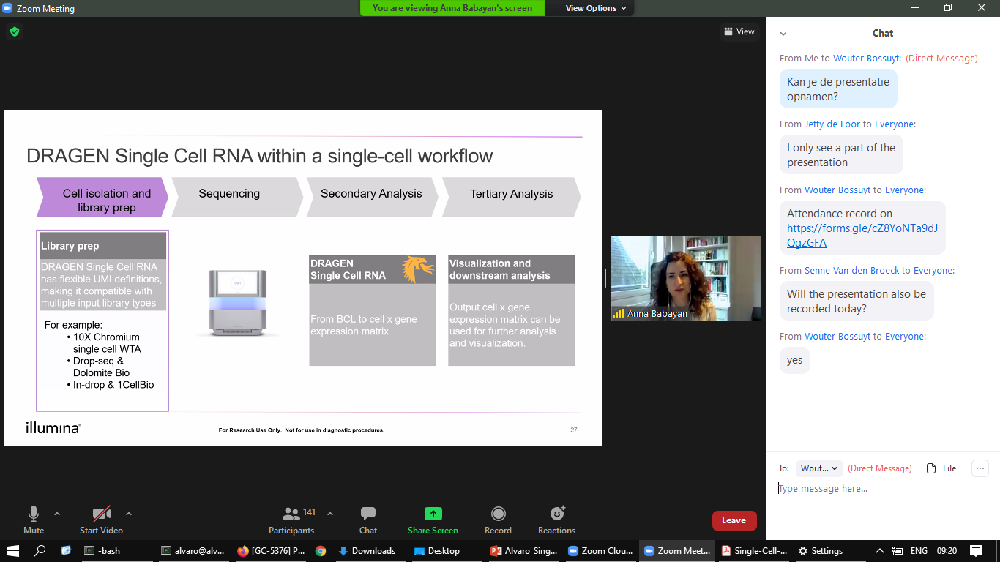 Zoom Meeting
You are viewing Anna Babayan's screen
View Options
View
DRAGEN Single Cell RNA within a single-cell workflow
Cell isolation and
library prep
Sequencing
Secondary Analysis
Tertiary Analysis
Library prep
DRAGEN Single Cell RNA
has flexible UMI definitions,
making it compatible with
multiple input library types
For example:
• 10X Chromium
single cell WTA
• Drop-seq &
Dolomite Bio
• In-drop & 1CellBio
DRAGEN
Single Cell RNA
From BCL to cell x gene
expression matrix
Visualization and
downstream analysis
Output cell x gene
expression matrix can be
used for further analysis
and visualization.
illumina®
For Research Use Only. Not for use in diagnostic procedures.
27
Anna Babayan
Chat
From Me to Wouter Bossuyt: (Direct Message)
Kan je de presentatie
opnamen?
From Jetty de Loor to Everyone:
I only see a part of the
presentation
From Wouter Bossuyt to Everyone:
Attendance record on
https://forms.gle/cZ8YoNTa9dJ
QgzGFA
From Senne Van den Broeck to Everyone:
Will the presentation also be
recorded today?
From Wouter Bossuyt to Everyone:
yes
To: Wout... (Direct Message) File ...
Type message here...
Mute
Start Video
141
Participants
Chat
Share Screen
Record
Reactions
Leave
-bash
alvaro@alv...
[GC-5376] P...
Downloads
Desktop
Alvaro_Sing...
Zoom Clou...
Zoom Meet...
Single-Cell-...
Settings
ENG
09:20